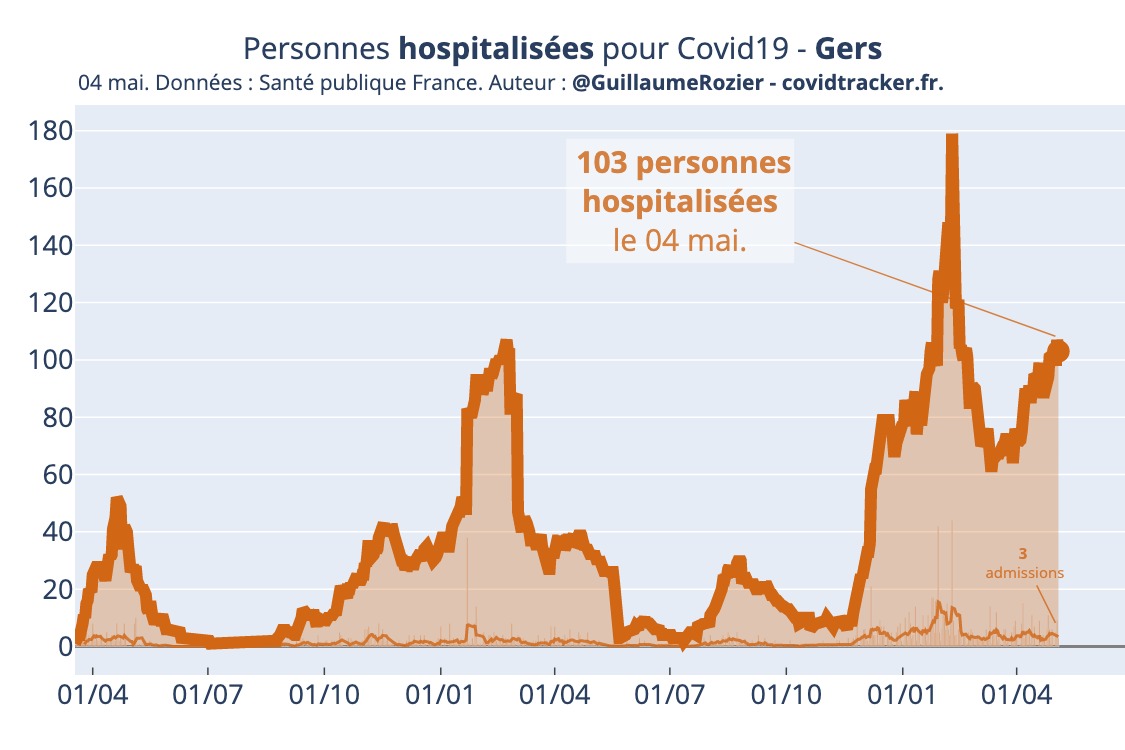 Personnes hospitalisées pour Covid19 - Gers
04 mai. Données : Santé publique France. Auteur : @GuillaumeRozier - covidtracker.fr.
180
160
140
120
100
80
60
40
20
0
103 personnes
hospitalisées
le 04 mai.
3
admissions
01/04 01/07 01/10 01/01 01/04 01/07 01/10 01/01 01/04